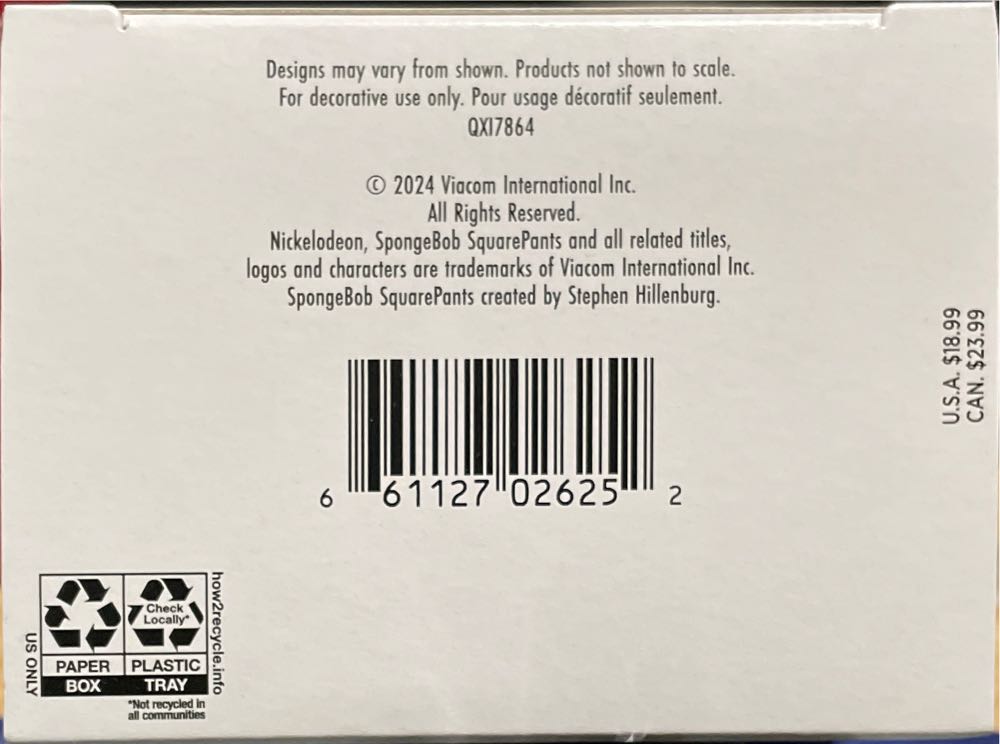 Designs may vary from shown. Products not shown to scale.
For decorative use only. Pour usage décoratif seulement.
QXI7864
© 2024 Viacom International Inc.
All Rights Reserved.
Nickelodeon, SpongeBob SquarePants and all related titles,
logos and characters are trademarks of Viacom International Inc.
SpongeBob SquarePants created by Stephen Hillenburg.
U.S.A. $18.99
CAN. $23.99
6 61127 02625 2
US ONLY
Check
Locally*
PAPER
BOX
PLASTIC
TRAY
*Not recycled in
all communities
how2recycle.info